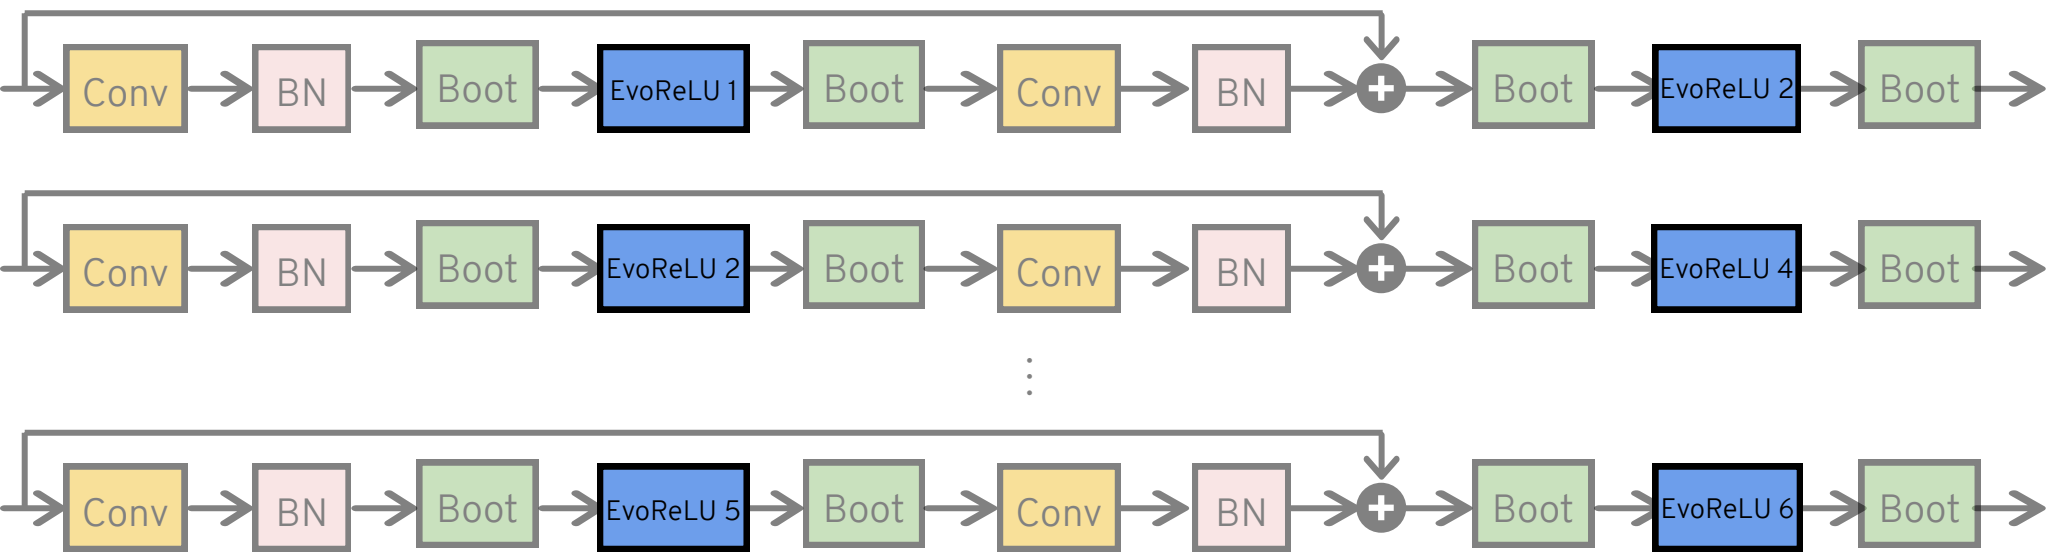 Conv BN Boot EvoReLU 1 Boot Conv BN + Boot EvoReLU 2 Boot
Conv BN Boot EvoReLU 2 Boot Conv BN + Boot EvoReLU 4 Boot
⋮
Conv BN Boot EvoReLU 5 Boot Conv BN + Boot EvoReLU 6 Boot